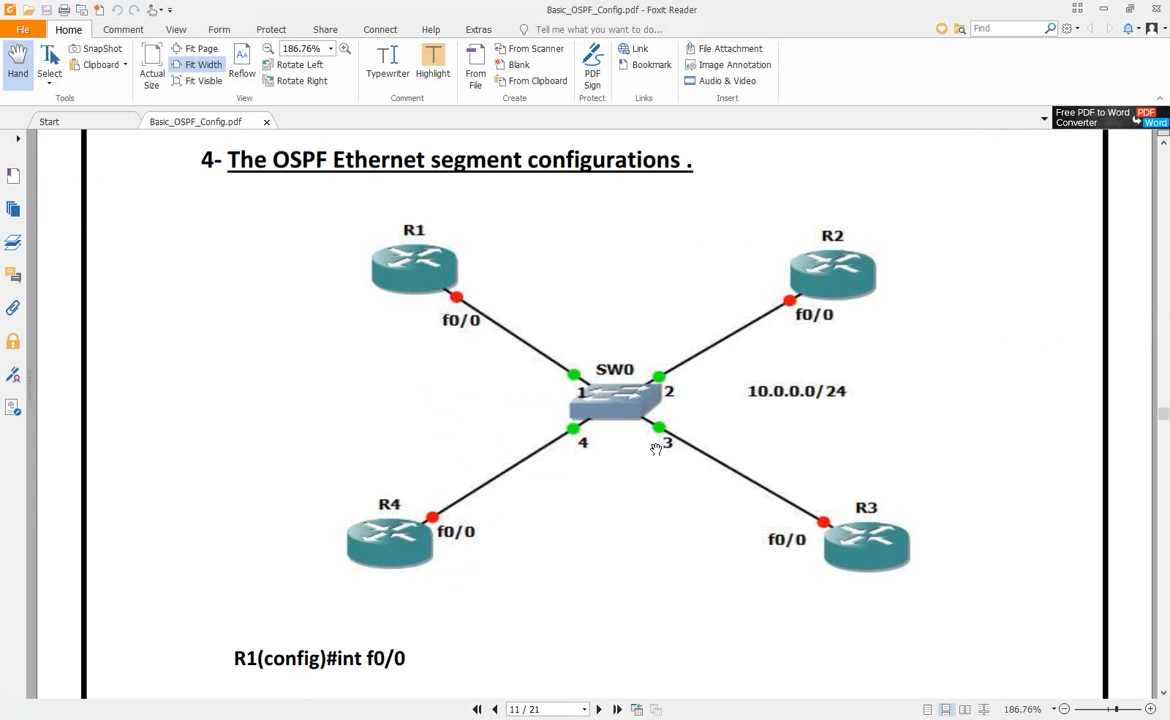 Basic_OSPF_Config.pdf - Foxit Reader
File Home Comment View Form Protect Share Connect Help Extras Tell me what you want to do... Find
Hand
Select
SnapShot
Clipboard
Tools
Actual Size
Fit Page
Fit Width
Fit Visible
Reflow
186.76%
Rotate Left
Rotate Right
View
Typewriter
Highlight
Comment
From File
From Scanner
Blank
From Clipboard
Create
PDF Sign
Protect
Link
Bookmark
Links
File Attachment
Image Annotation
Audio & Video
Insert
Start Basic_OSPF_Config.pdf
Free PDF to Word
Converter
PDF
Word
4- The OSPF Ethernet segment configurations .
R1
R2
f0/0
f0/0
SW0
1
2
10.0.0.0/24
4
3
R4
R3
f0/0
f0/0
R1(config)#int f0/0
11 / 21
186.76%